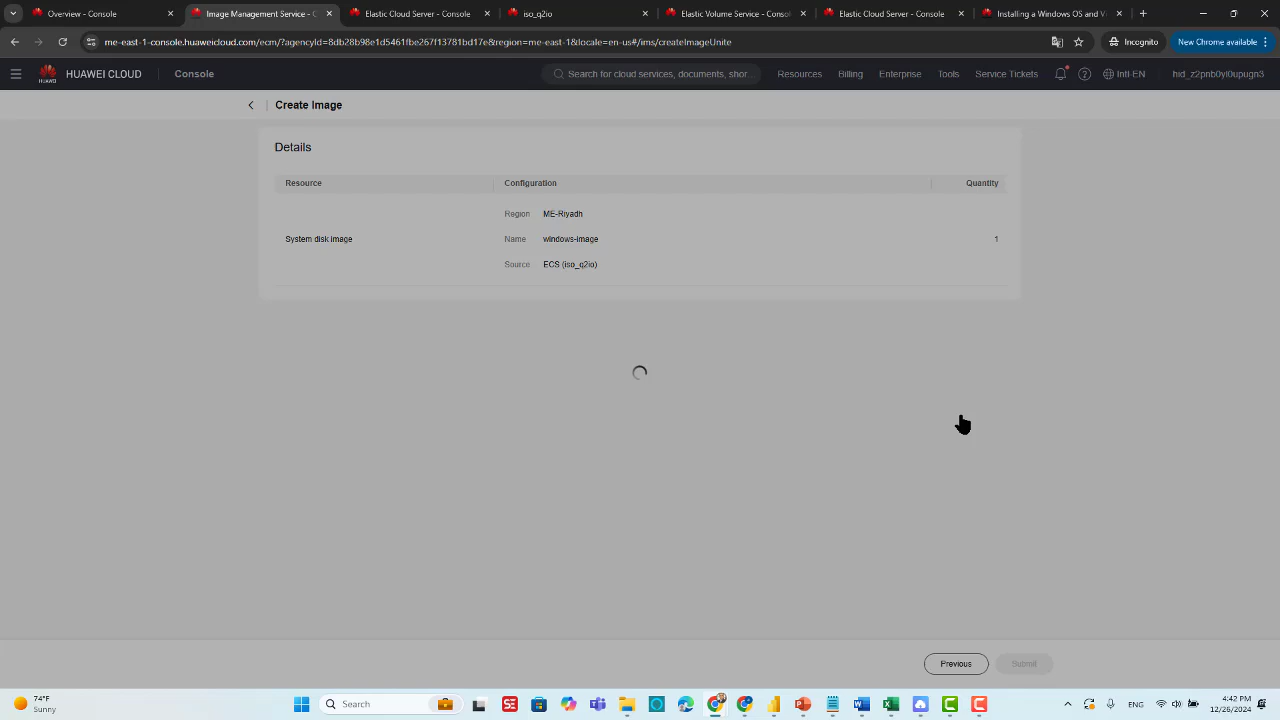 Overview - Console
Image Management Service - C
Elastic Cloud Server - Console
iso_q2io
Elastic Volume Service - Consol
Elastic Cloud Server - Console
Installing a Windows OS and V
me-east-1-console.huaweicloud.com/ecm/?agencyId=8db28b98e1d5461fbe267f13781bd17e&region=me-east-1&locale=en-us#/ims/createImageUnite
Incognito
New Chrome available
HUAWEI CLOUD
Console
Search for cloud services, documents, shor...
Resources
Billing
Enterprise
Tools
Service Tickets
Intl-EN
hid_z2pnb0yl0upugn3
Create Image
Details
Resource Configuration Quantity
Region ME-Riyadh
System disk image Name windows-image 1
Source ECS (iso_q2io)
Previous
Submit
74°F
Sunny
Search
SE
ENG
4:42 PM
12/26/2024